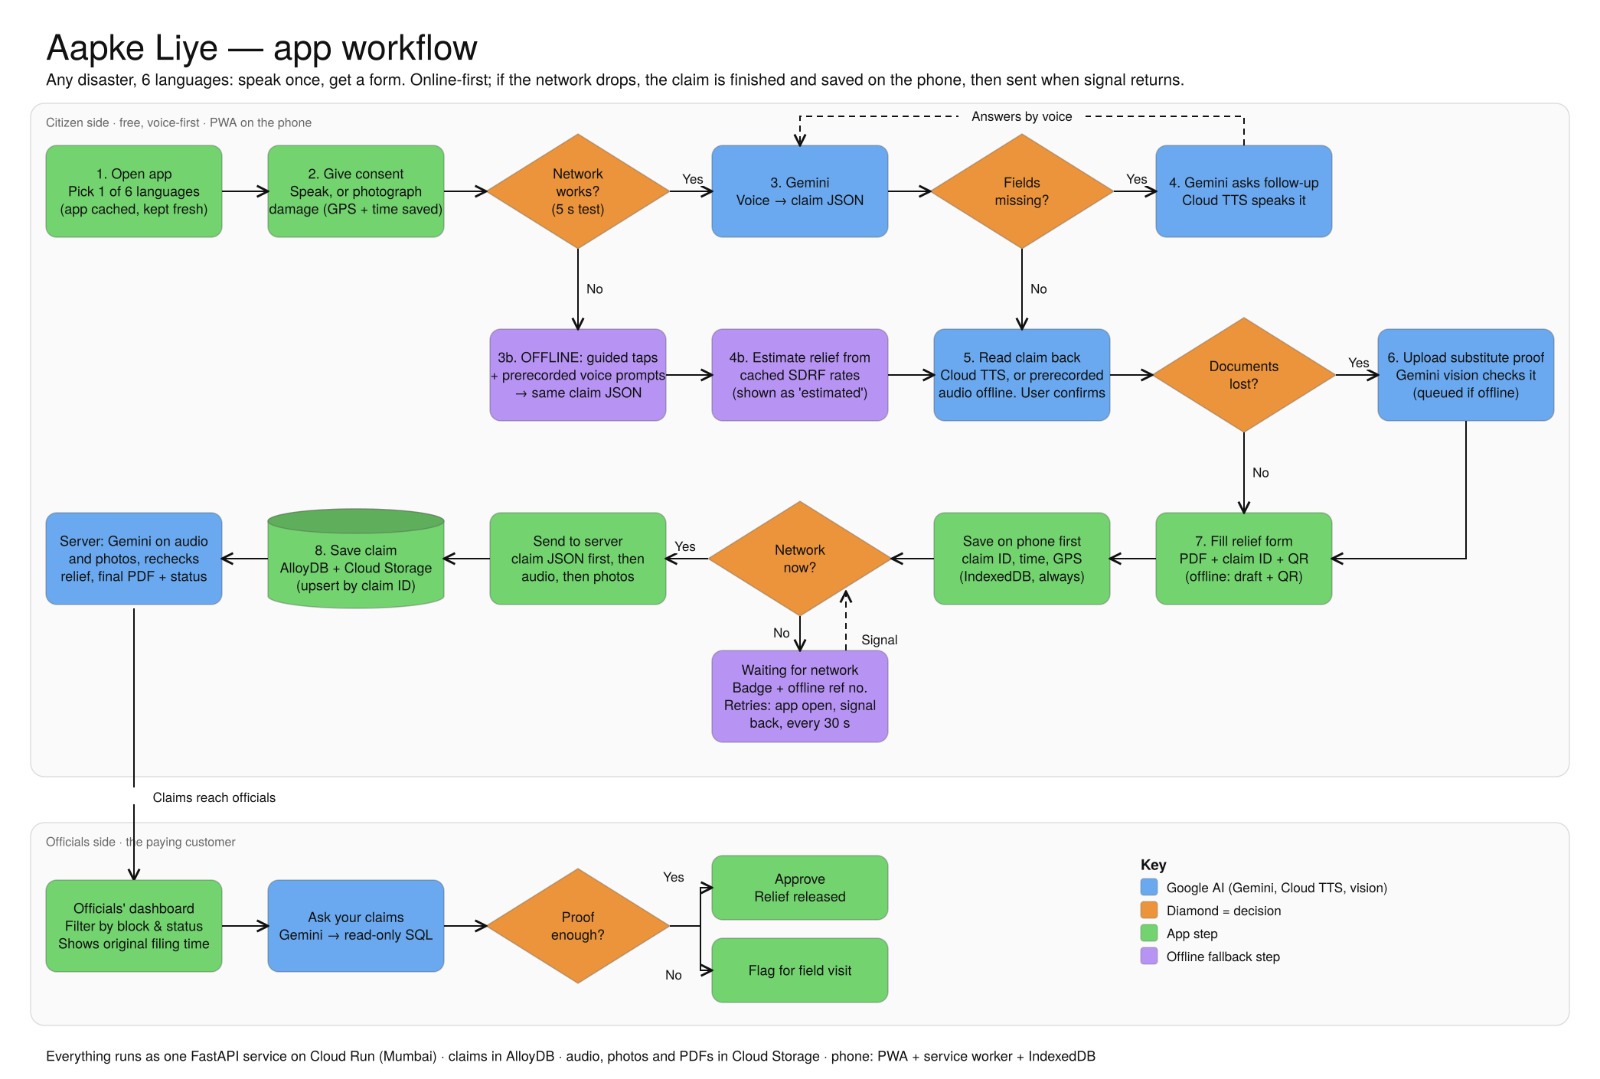 Aapke Liye — app workflow
Any disaster, 6 languages: speak once, get a form. Online-first; if the network drops, the claim is finished and saved on the phone, then sent when signal returns.
Citizen side · free, voice-first · PWA on the phone
Answers by voice
1. Open app
Pick 1 of 6 languages
(app cached, kept fresh)
2. Give consent
Speak, or photograph
damage (GPS + time saved)
Network
works?
(5 s test)
Yes
3. Gemini
Voice → claim JSON
Fields
missing?
Yes
4. Gemini asks follow-up
Cloud TTS speaks it
No
No
3b. OFFLINE: guided taps
+ prerecorded voice prompts
→ same claim JSON
4b. Estimate relief from
cached SDRF rates
(shown as 'estimated')
5. Read claim back
Cloud TTS, or prerecorded
audio offline. User confirms
Documents
lost?
Yes
6. Upload substitute proof
Gemini vision checks it
(queued if offline)
No
Server: Gemini on audio
and photos, rechecks
relief, final PDF + status
8. Save claim
AlloyDB + Cloud Storage
(upsert by claim ID)
Send to server
claim JSON first, then
audio, then photos
Yes
Network
now?
Save on phone first
claim ID, time, GPS
(IndexedDB, always)
7. Fill relief form
PDF + claim ID + QR
(offline: draft + QR)
No
Signal
Waiting for network
Badge + offline ref no.
Retries: app open, signal
back, every 30 s
Claims reach officials
Officials side · the paying customer
Officials' dashboard
Filter by block & status
Shows original filing time
Ask your claims
Gemini → read-only SQL
Proof
enough?
Yes
Approve
Relief released
No
Flag for field visit
Key
Google AI (Gemini, Cloud TTS, vision)
Diamond = decision
App step
Offline fallback step
Everything runs as one FastAPI service on Cloud Run (Mumbai) · claims in AlloyDB · audio, photos and PDFs in Cloud Storage · phone: PWA + service worker + IndexedDB